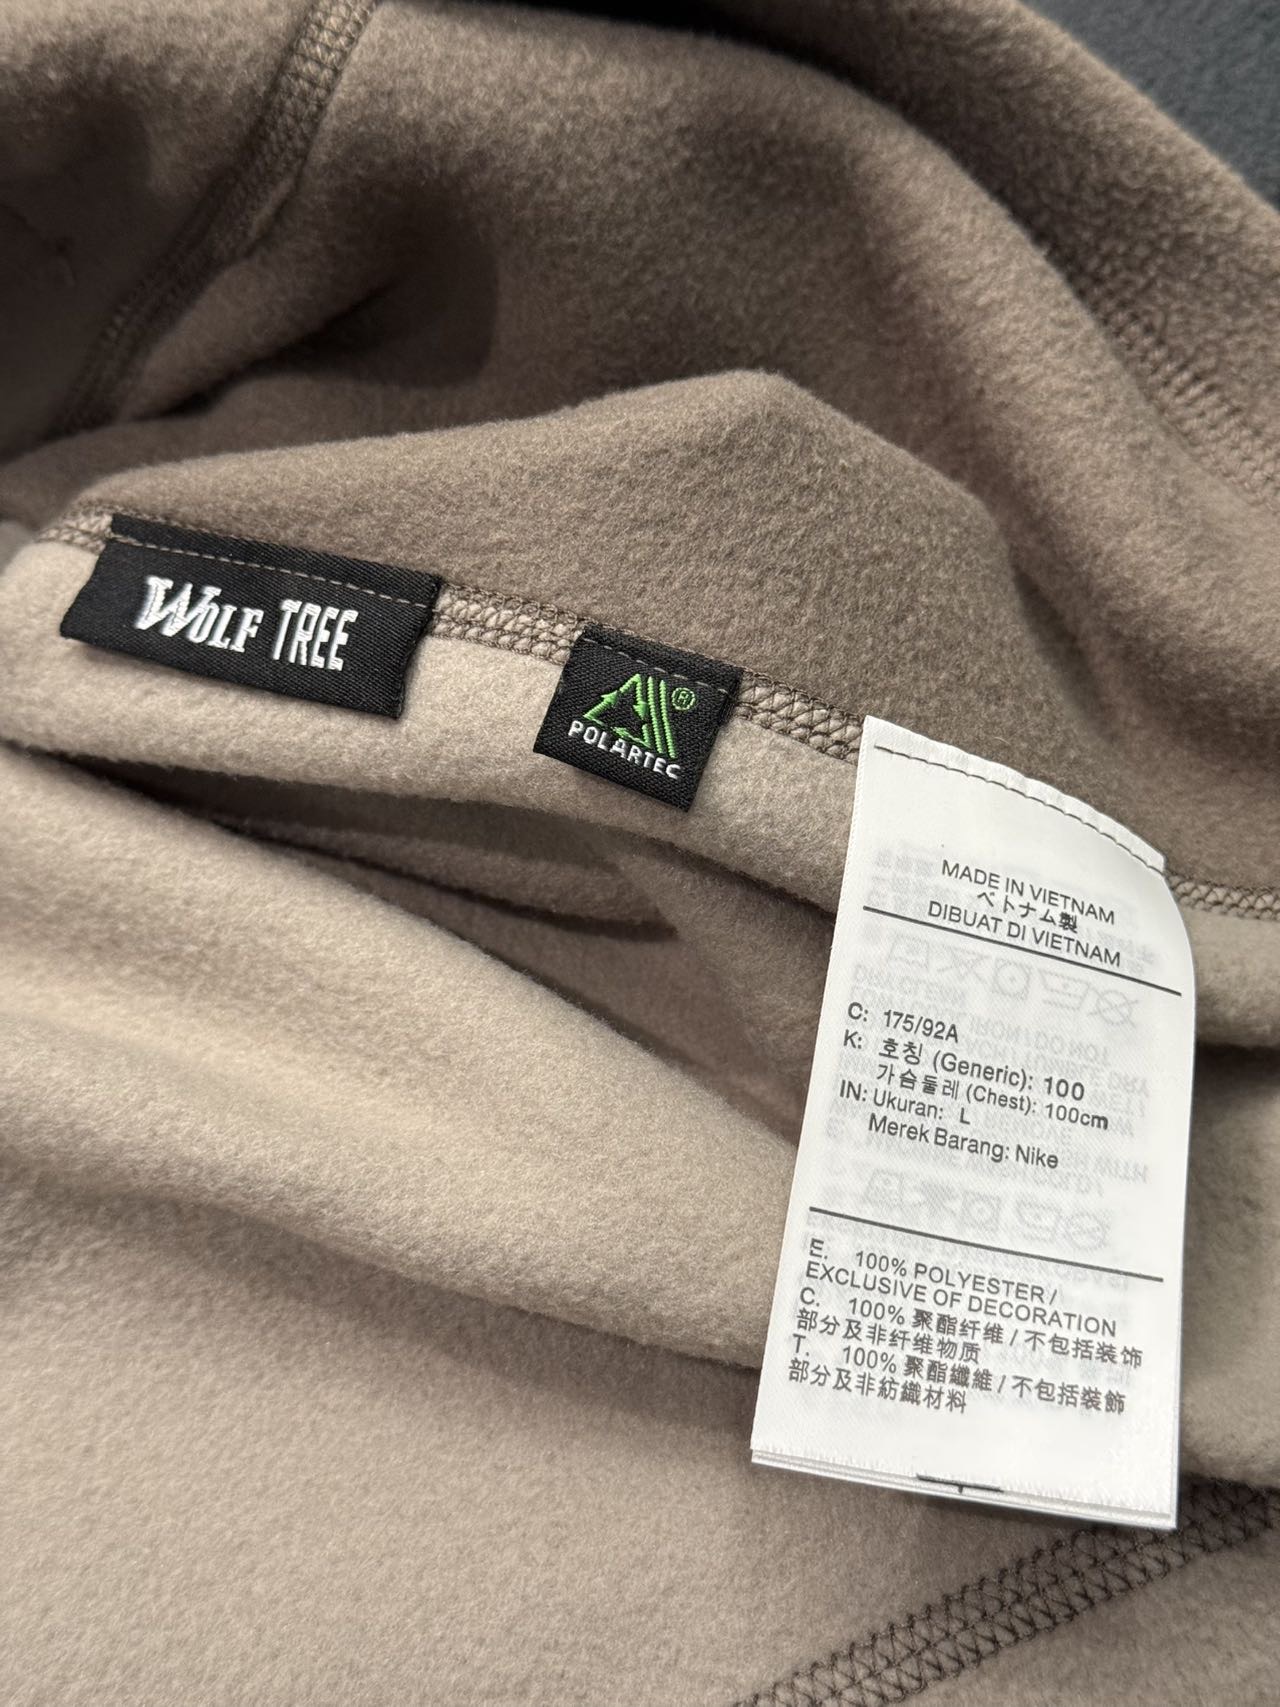 WOLF TREE
®
POLARTEC
MADE IN VIETNAM
ベトナム製
DIBUAT DI VIETNAM
C: 175/92A
K: 호칭 (Generic): 100
가슴둘레 (Chest): 100cm
IN: Ukuran: L
Merek Barang: Nike
E. 100% POLYESTER /
EXCLUSIVE OF DECORATION
C. 100% 聚酯纤维 / 不包括装饰
部分及非纤维物质
T. 100% 聚酯纖維 / 不包括裝飾
部分及非紡織材料